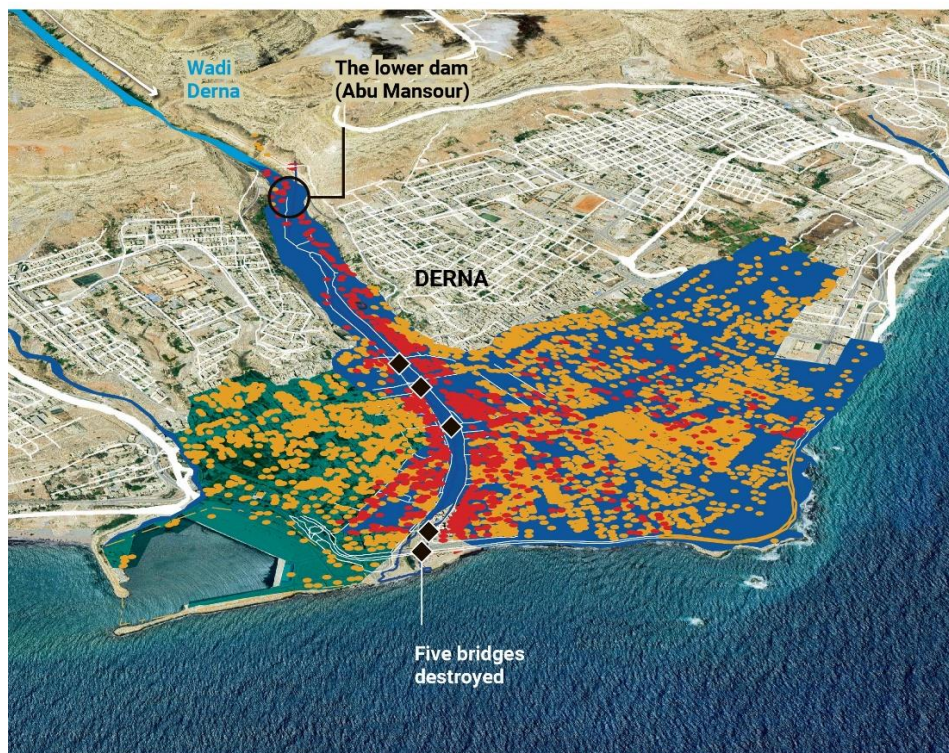 Wadi
Derna
The lower dam
(Abu Mansour)
DERNA
Five bridges
destroyed